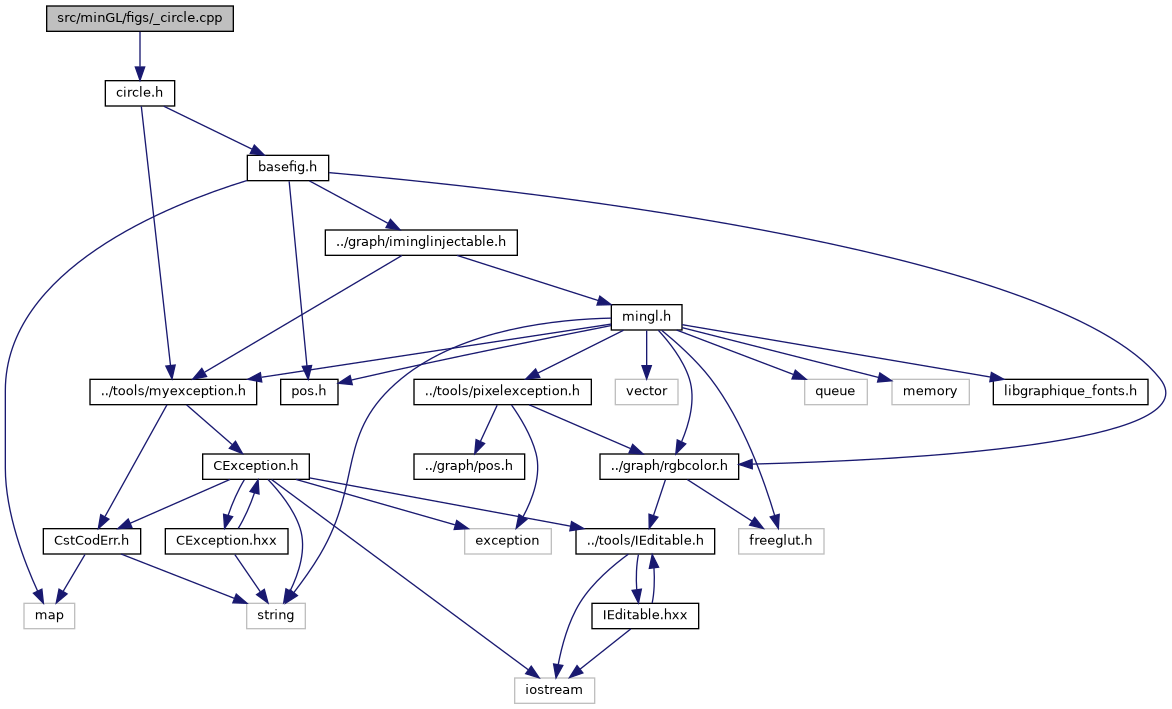 src/minGL/figs/_circle.cpp
circle.h
basefig.h
../graph/iminglinjectable.h
mingl.h
../tools/myexception.h
pos.h
../tools/pixelexception.h
vector
queue
memory
libgraphique_fonts.h
CException.h
../graph/pos.h
../graph/rgbcolor.h
CstCodErr.h
CException.hxx
exception
../tools/IEditable.h
freeglut.h
map
string
IEditable.hxx
iostream